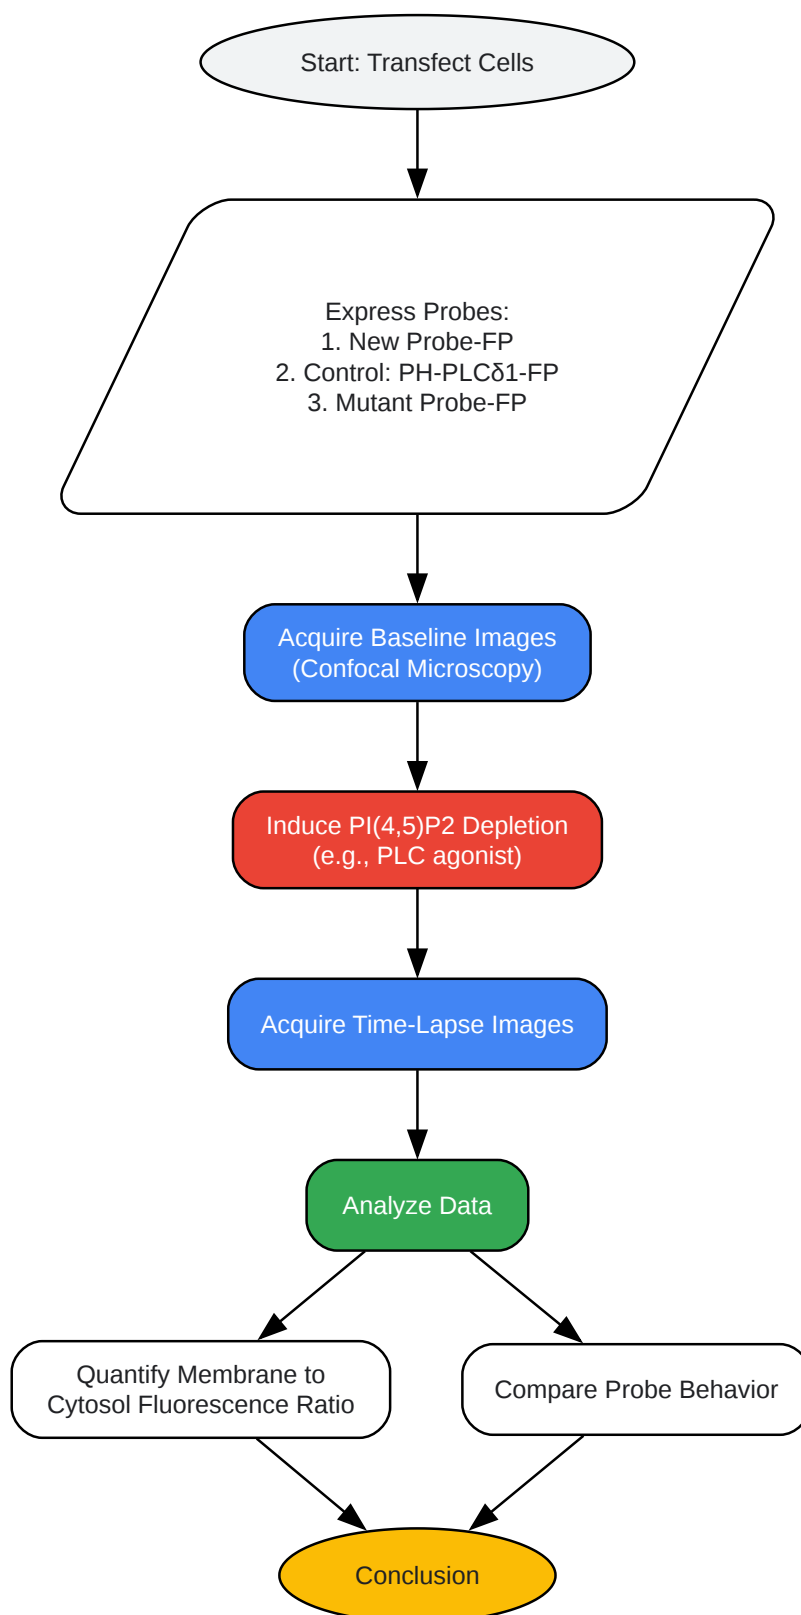 Start: Transfect Cells
Express Probes:
1. New Probe-FP
2. Control: PH-PLCδ1-FP
3. Mutant Probe-FP
Acquire Baseline Images
(Confocal Microscopy)
Induce PI(4,5)P2 Depletion
(e.g., PLC agonist)
Acquire Time-Lapse Images
Analyze Data
Quantify Membrane to
Cytosol Fluorescence Ratio
Compare Probe Behavior
Conclusion